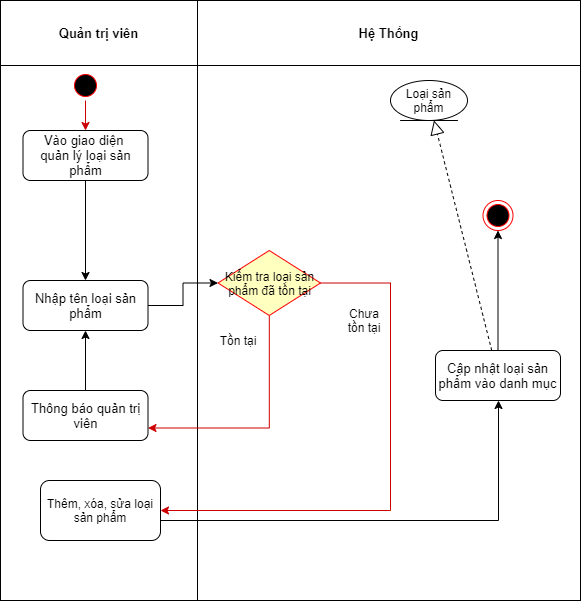 Quản trị viên
Hệ Thống
Loại sản
phẩm
Vào giao diện
quản lý loại sản
phẩm
Kiểm tra loại sản
phẩm đã tồn tại
Nhập tên loại sản
phẩm
Chưa
tồn tại
Tồn tại
Cập nhật loại sản
phẩm vào danh mục
Thông báo quản trị
viên
Thêm, xóa, sửa loại
sản phẩm